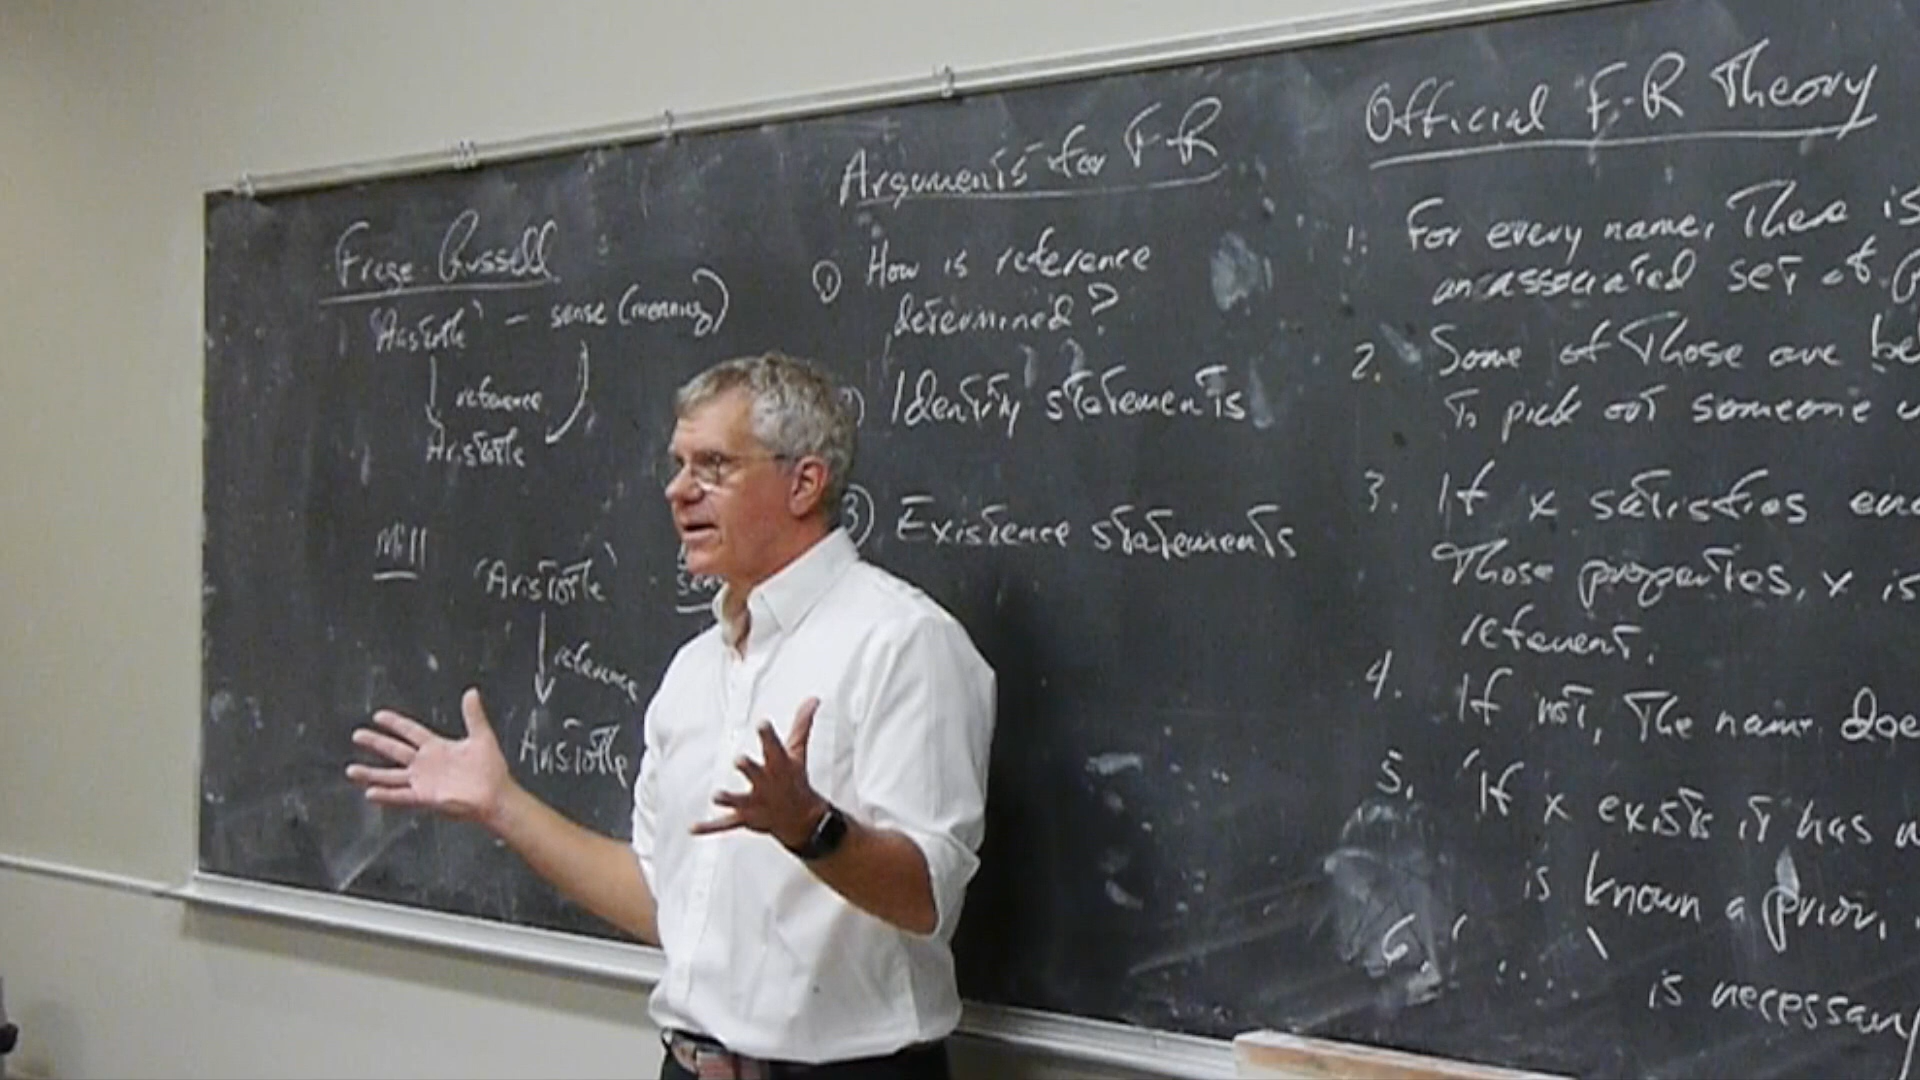 Frege-Russell
'Aristotle' – sense (meaning)
reference
Aristotle
Mill
'Aristotle'
reference
Aristotle
Arguments for F-R
① How is reference
determined?
Identity statements
③ Existence statements
Official F-R Theory
1. For every name, There is
an associated set of
2. Some of Those are
To pick out someone
3. If x satisfies
Those properties, x is
referent.
4. If not, The name
5. 'If x exists it has
is known a priori
6. ' .. '
is necessary